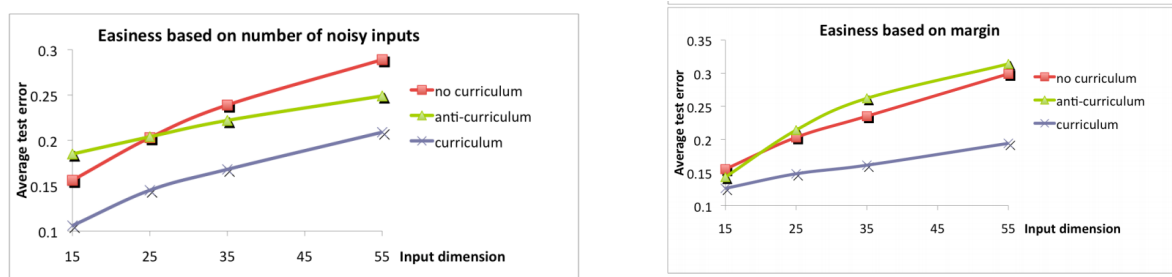 Easiness based on number of noisy inputs
0.3
0.25
0.2
0.15
0.1
Average test error
no curriculum
anti-curriculum
curriculum
15 25 35 45 55
Input dimension
Easiness based on margin
0.35
0.3
0.25
0.2
0.15
0.1
Average test error
no curriculum
anti-curriculum
curriculum
15 25 35 45 55
Input dimension